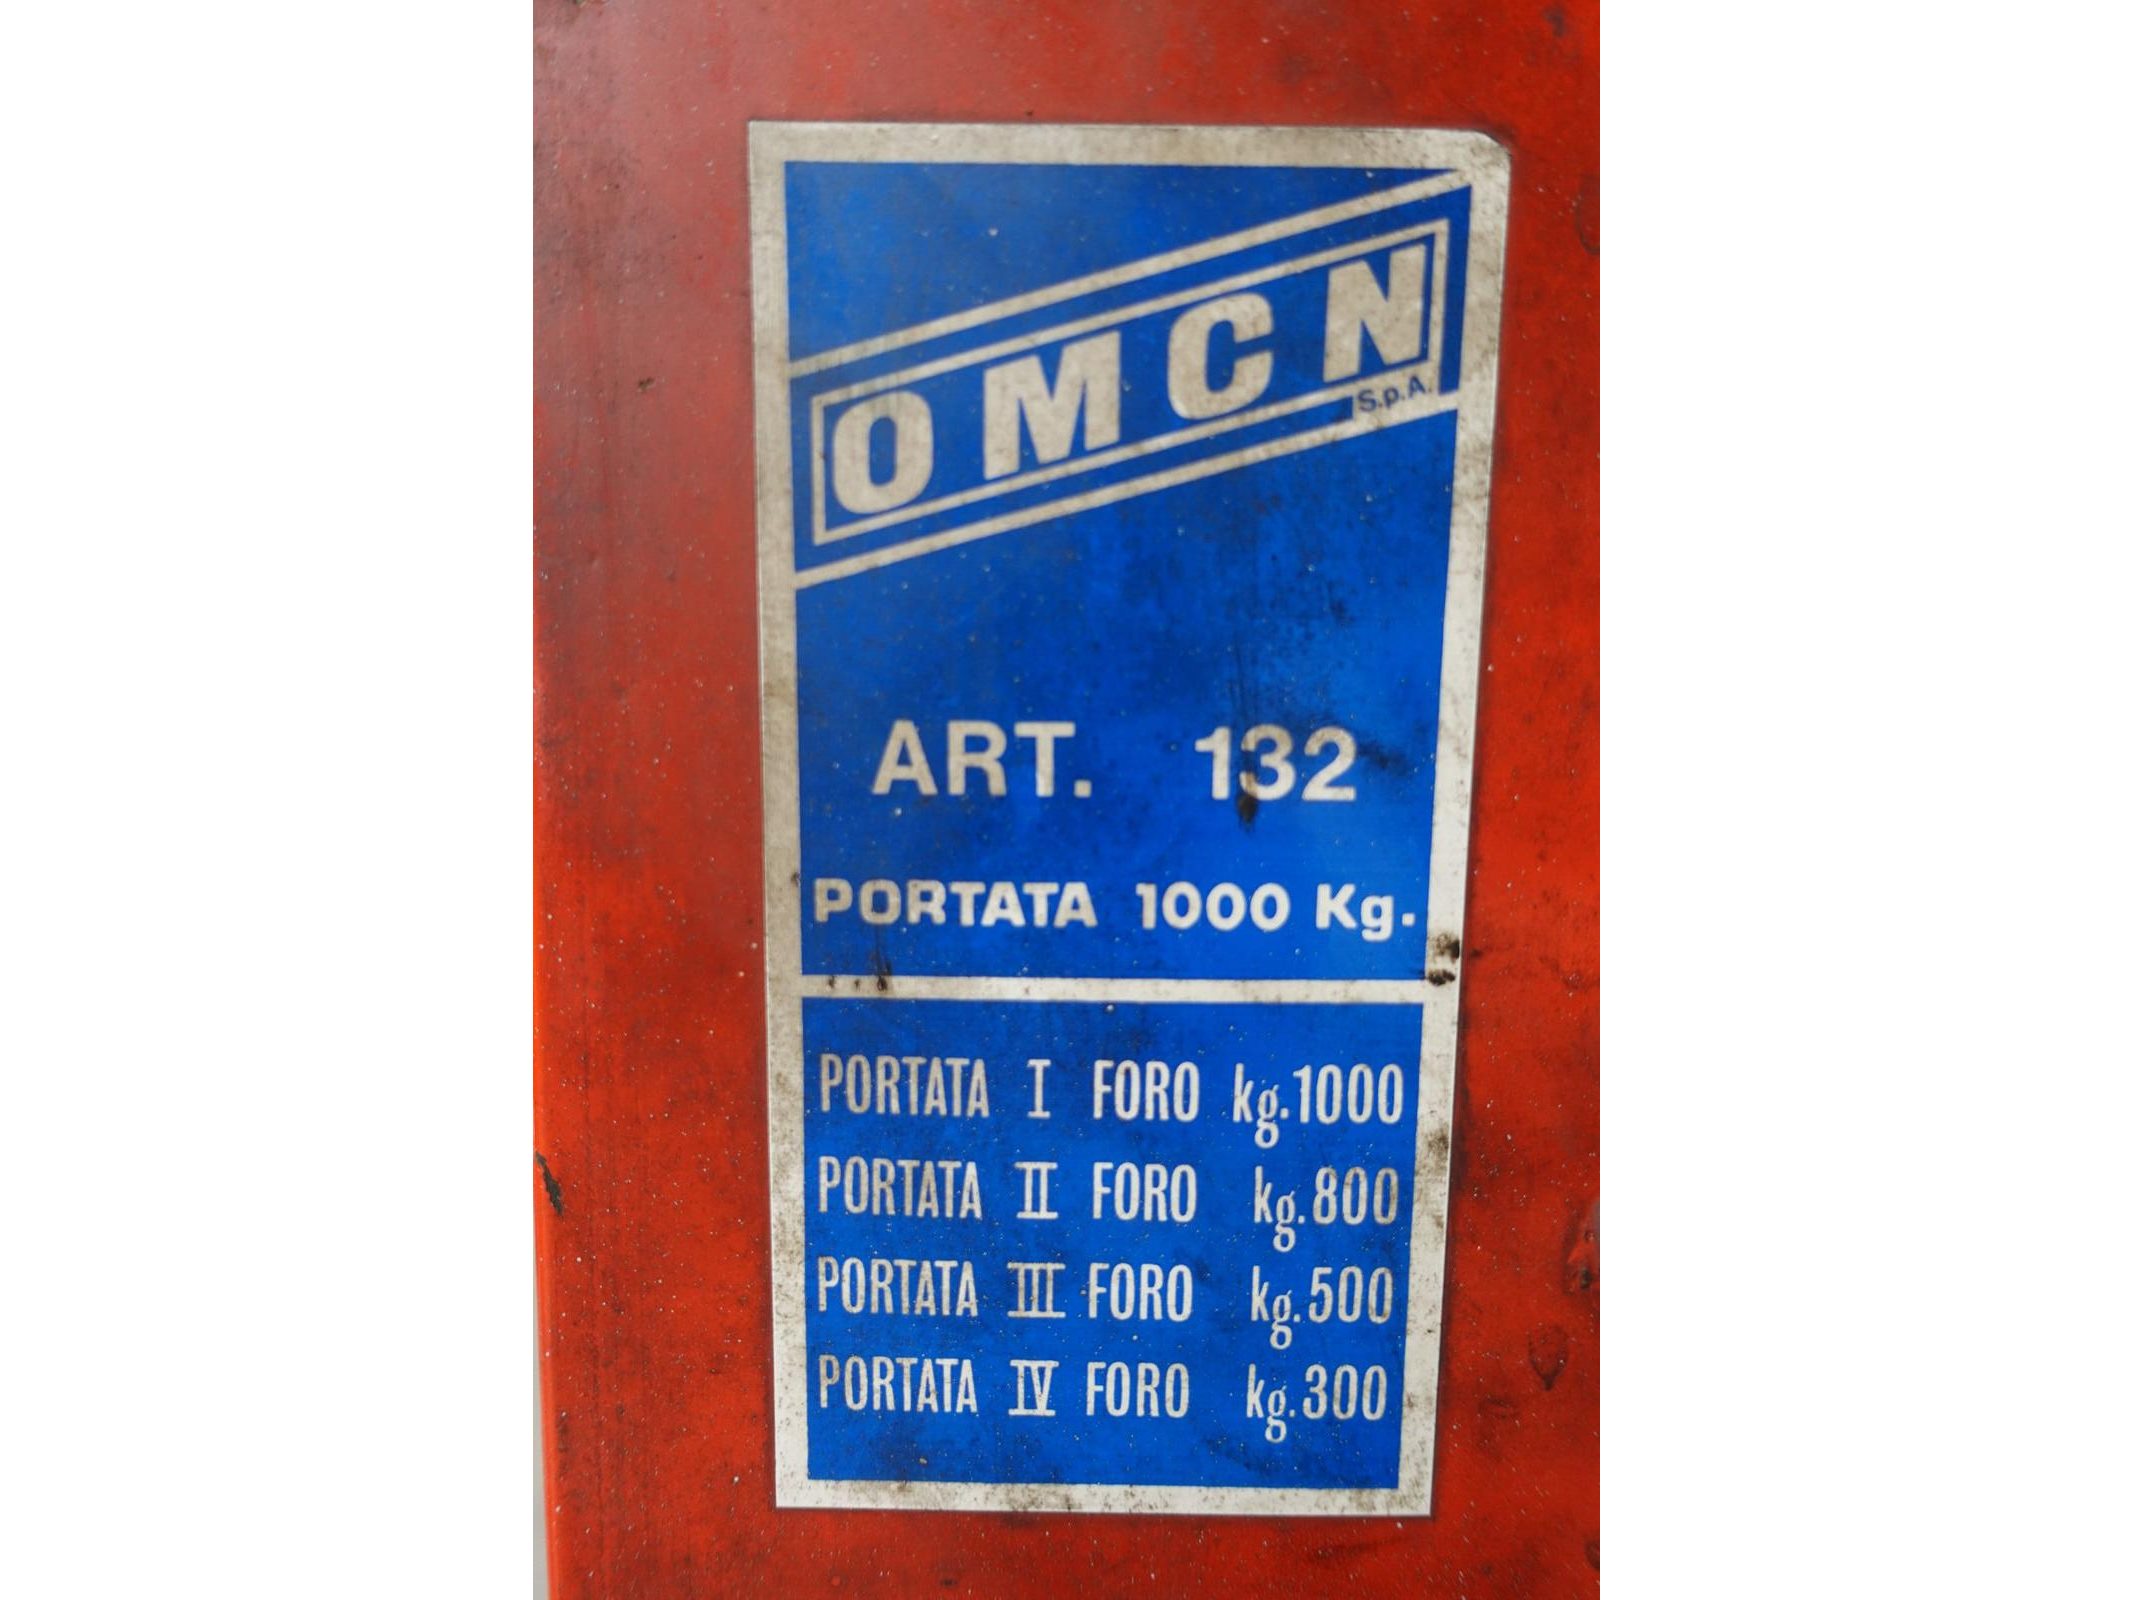 OMCN
S.p.A.
ART. 132
PORTATA 1000 Kg.
PORTATA I FORO kg.1000
PORTATA II FORO kg.800
PORTATA III FORO kg.500
PORTATA IV FORO kg.300